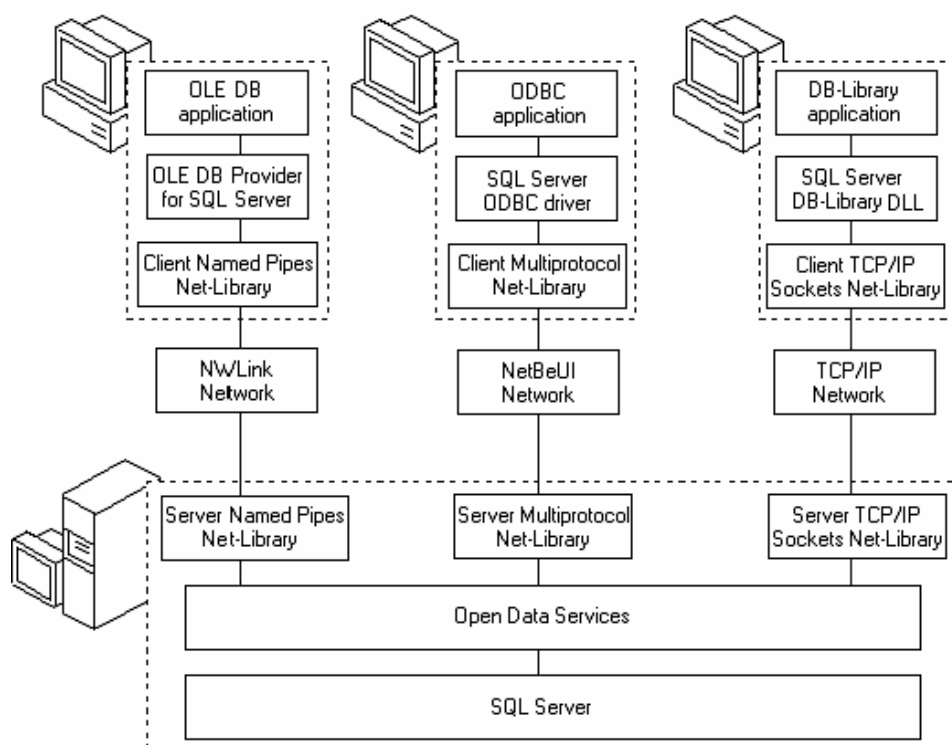 OLE DB
application
ODBC
application
DB-Library
application
OLE DB Provider
for SQL Server
SQL Server
ODBC driver
SQL Server
DB-Library DLL
Client Named Pipes
Net-Library
Client Multiprotocol
Net-Library
Client TCP/IP
Sockets Net-Library
NWLink
Network
NetBeUI
Network
TCP/IP
Network
Server Named Pipes
Net-Library
Server Multiprotocol
Net-Library
Server TCP/IP
Sockets Net-Library
Open Data Services
SQL Server